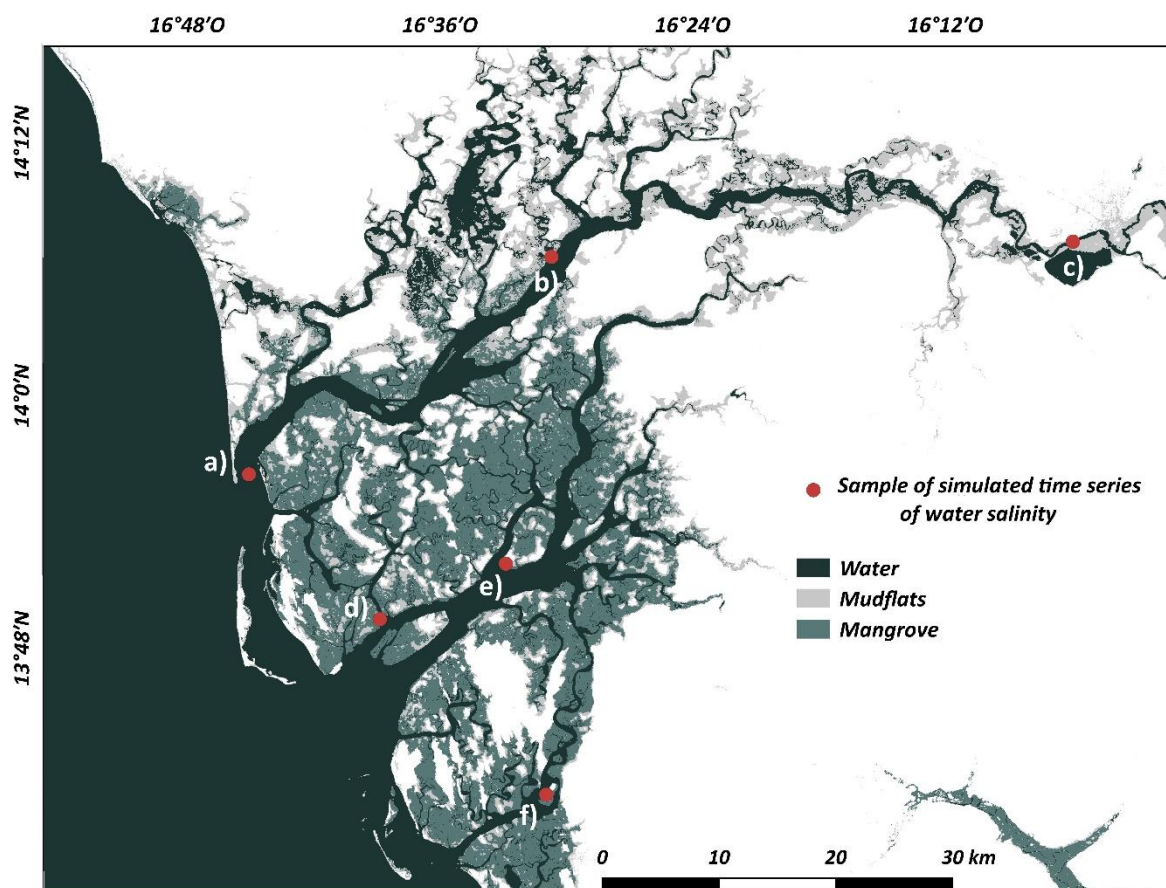 16°48'O 16°36'O 16°24'O 16°12'O
14°12'N
14°0'N
13°48'N
a)
b)
c)
d)
e)
f)
Sample of simulated time series
of water salinity
Water
Mudflats
Mangrove
0 10 20 30 km